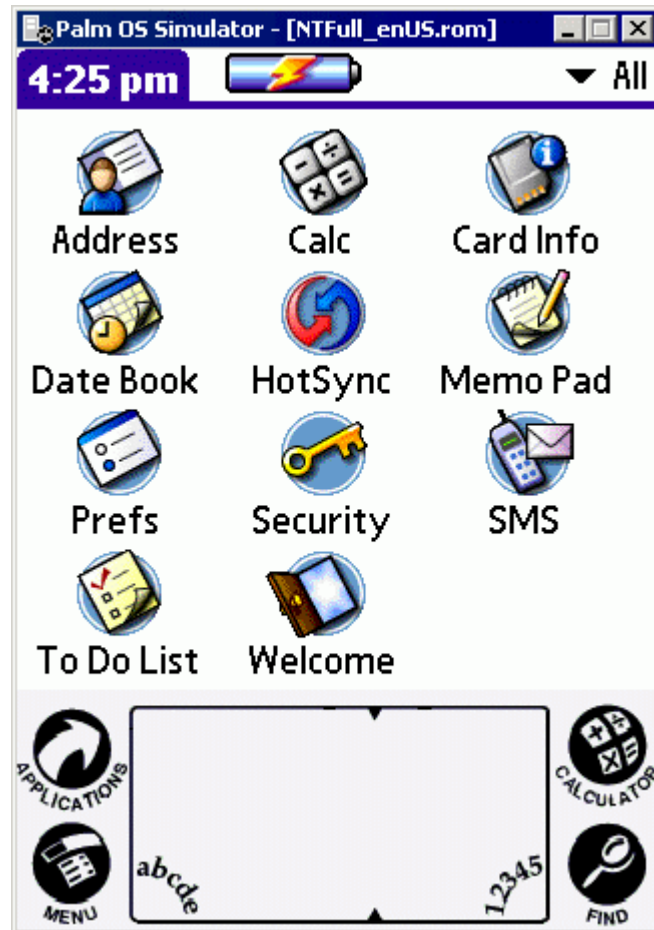 Palm OS Simulator - [NTFull_enUS.rom]
4:25 pm All
Address Calc Card Info
Date Book HotSync Memo Pad
Prefs Security SMS
To Do List Welcome
APPLICATIONS CALCULATOR
abcde 12345
MENU FIND